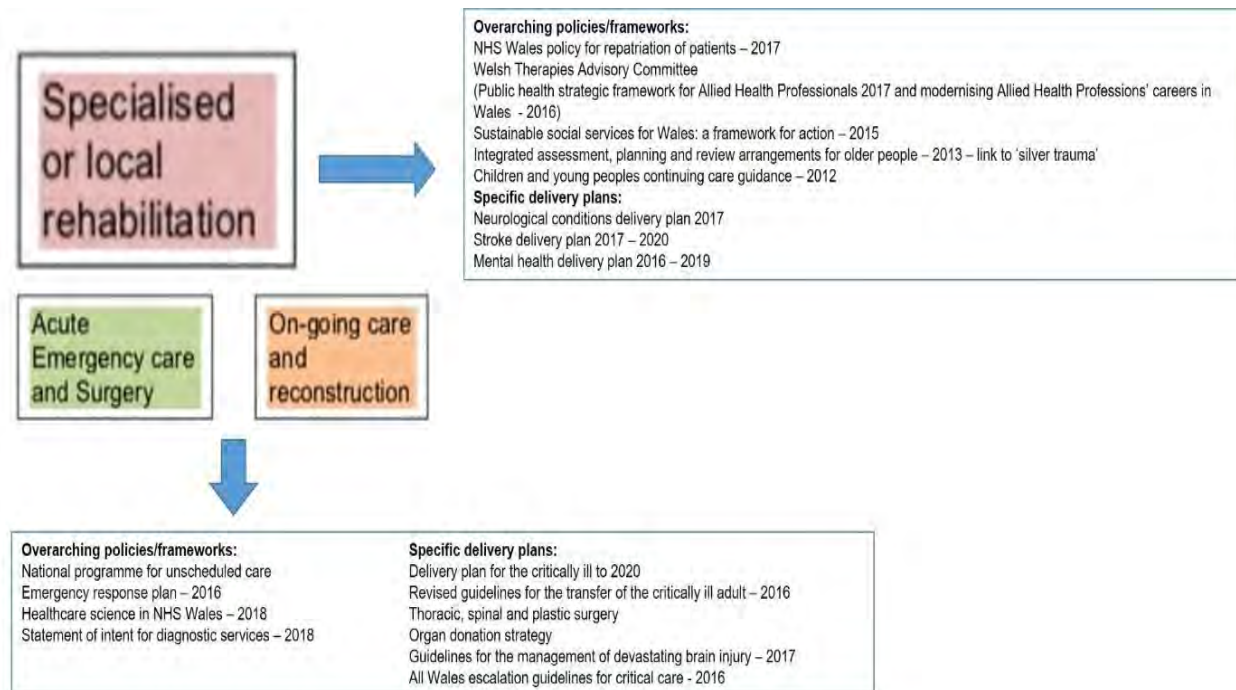 Specialised
or local
rehabilitation
Overarching policies/frameworks:
NHS Wales policy for repatriation of patients – 2017
Welsh Therapies Advisory Committee
(Public health strategic framework for Allied Health Professionals 2017 and modernising Allied Health Professions’ careers in
Wales - 2016)
Sustainable social services for Wales: a framework for action – 2015
Integrated assessment, planning and review arrangements for older people – 2013 – link to ‘silver trauma’
Children and young peoples continuing care guidance – 2012
Specific delivery plans:
Neurological conditions delivery plan 2017
Stroke delivery plan 2017 – 2020
Mental health delivery plan 2016 – 2019
Acute
Emergency care
and Surgery
On-going care
and
reconstruction
Overarching policies/frameworks:
National programme for unscheduled care
Emergency response plan – 2016
Healthcare science in NHS Wales – 2018
Statement of intent for diagnostic services – 2018
Specific delivery plans:
Delivery plan for the critically ill to 2020
Revised guidelines for the transfer of the critically ill adult – 2016
Thoracic, spinal and plastic surgery
Organ donation strategy
Guidelines for the management of devastating brain injury – 2017
All Wales escalation guidelines for critical care - 2016